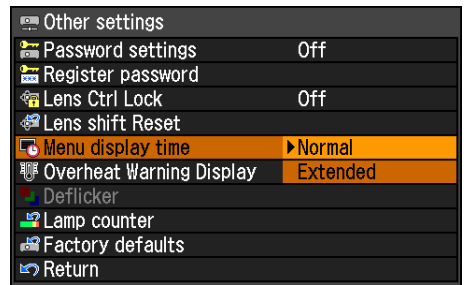 Other settings
Password settings Off
Register password
Lens Ctrl Lock Off
Lens shift Reset
Menu display time Normal
Overheat Warning Display Extended
Deflicker
Lamp counter
Factory defaults
Return